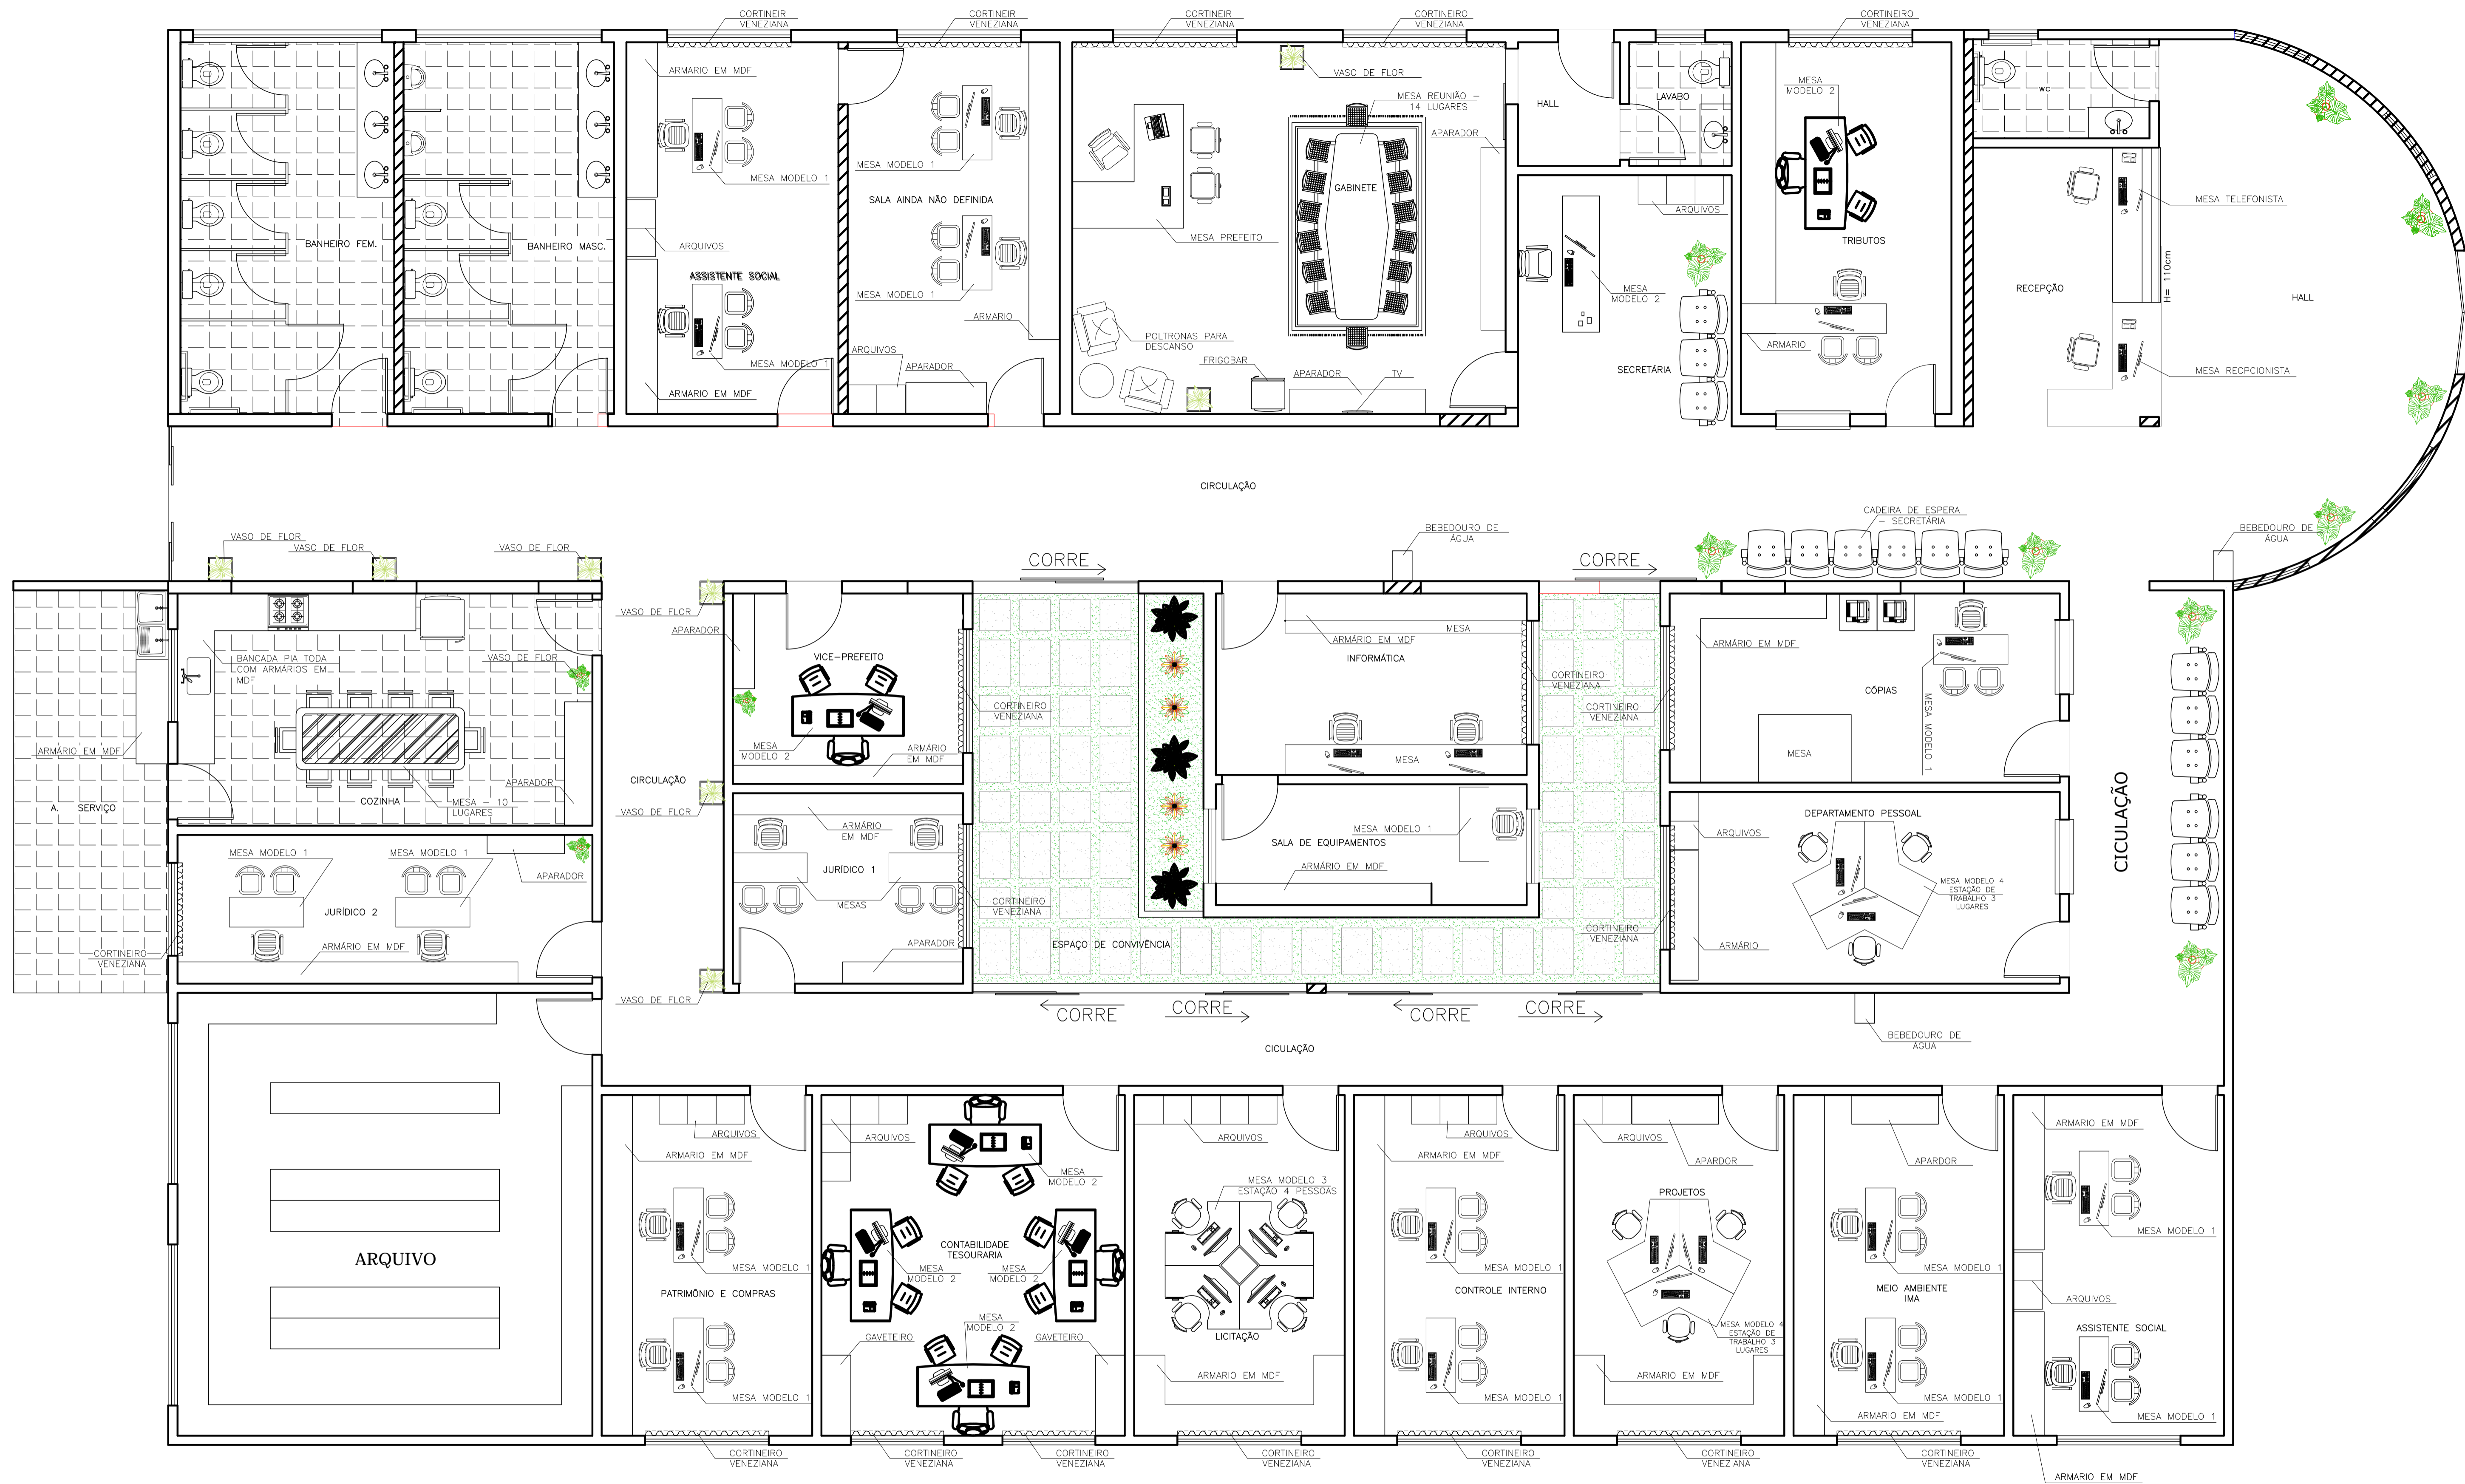 CORTINEIR
VENEZIANA
CORTINEIR
VENEZIANA
CORTINEIR
VENEZIANA
CORTINEIRO
VENEZIANA
CORTINEIRO
VENEZIANA
ARMARIO EM MDF
MESA MODELO 1
ARQUIVOS
ASSISTENTE SOCIAL
MESA MODELO 1
ARMARIO EM MDF
BANHEIRO FEM.
BANHEIRO MASC.
MESA MODELO 1
SALA AINDA NÃO DEFINIDA
MESA MODELO 1
ARMARIO
ARQUIVOS
APARADOR
VASO DE FLOR
MESA REUNIÃO -
14 LUGARES
APARADOR
GABINETE
MESA PREFEITO
POLTRONAS PARA
DESCANSO
FRIGOBAR
APARADOR
TV
HALL
LAVABO
ARQUIVOS
MESA
MODELO 2
SECRETÁRIA
MESA
MODELO 2
TRIBUTOS
ARMARIO
WC
MESA TELEFONISTA
RECEPÇÃO
H= 110cm
HALL
MESA RECPCIONISTA
CIRCULAÇÃO
VASO DE FLOR
VASO DE FLOR
VASO DE FLOR
CORRE
BEBEDOURO DE
ÁGUA
CORRE
CADEIRA DE ESPERA
- SECRETÁRIA
BEBEDOURO DE
ÁGUA
VASO DE FLOR
APARADOR
BANCADA PIA TODA
COM ARMÁRIOS EM
MDF
VASO DE FLOR
ARMÁRIO EM MDF
A. SERVIÇO
COZINHA
MESA - 10
LUGARES
APARADOR
CIRCULAÇÃO
VASO DE FLOR
VICE-PREFEITO
MESA
MODELO 2
ARMÁRIO
EM MDF
CORTINEIRO
VENEZIANA
MESA
ARMÁRIO EM MDF
INFORMÁTICA
MESA
CORTINEIRO
VENEZIANA
CORTINEIRO
VENEZIANA
ARMÁRIO EM MDF
CÓPIAS
MESA
MESA MODELO 1
CICULAÇÃO
MESA MODELO 1
MESA MODELO 1
APARADOR
JURÍDICO 2
ARMÁRIO EM MDF
CORTINEIRO
VENEZIANA
ARMÁRIO
EM MDF
JURÍDICO 1
MESAS
APARADOR
CORTINEIRO
VENEZIANA
VASO DE FLOR
MESA MODELO 1
SALA DE EQUIPAMENTOS
ARMÁRIO EM MDF
ESPAÇO DE CONVIVÊNCIA
CORTINEIRO
VENEZIANA
DEPARTAMENTO PESSOAL
ARQUIVOS
MESA MODELO 4
ESTAÇÃO DE
TRABALHO 3
LUGARES
ARMÁRIO
CORRE
CORRE
CORRE
CORRE
BEBEDOURO DE
ÁGUA
CICULAÇÃO
ARQUIVO
ARQUIVOS
ARMARIO EM MDF
MESA MODELO 1
PATRIMÔNIO E COMPRAS
MESA MODELO 1
ARQUIVOS
MESA
MODELO 2
CONTABILIDADE
TESOURARIA
MESA
MODELO 2
MESA
MODELO 2
MESA
MODELO 2
GAVETEIRO
GAVETEIRO
ARQUIVOS
MESA MODELO 3
ESTAÇÃO 4 PESSOAS
LICITAÇÃO
ARMARIO EM MDF
ARQUIVOS
ARMARIO EM MDF
MESA MODELO 1
CONTROLE INTERNO
MESA MODELO 1
ARQUIVOS
APARDOR
PROJETOS
MESA MODELO 4
ESTAÇÃO DE
TRABALHO 3
LUGARES
ARMARIO EM MDF
APARDOR
MESA MODELO 1
MEIO AMBIENTE
IMA
MESA MODELO 1
ARMARIO EM MDF
ARMARIO EM MDF
MESA MODELO 1
ARQUIVOS
ASSISTENTE SOCIAL
MESA MODELO 1
CORTINEIRO
VENEZIANA
CORTINEIRO
VENEZIANA
CORTINEIRO
VENEZIANA
CORTINEIRO
VENEZIANA
CORTINEIRO
VENEZIANA
CORTINEIRO
VENEZIANA
CORTINEIRO
VENEZIANA
ARMARIO EM MDF